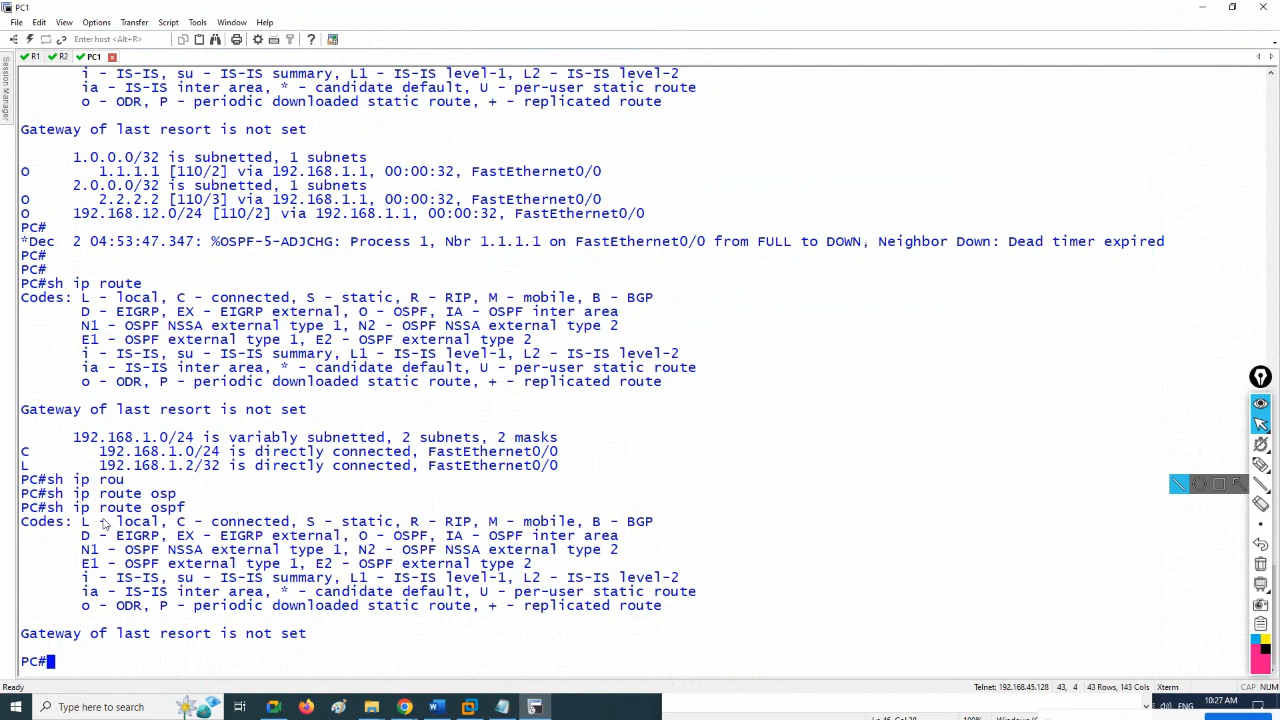 PC1
File Edit View Options Transfer Script Tools Window Help
Enter host <Alt+R>
R1 R2 PC1
Session Manager
i - IS-IS, su - IS-IS summary, L1 - IS-IS level-1, L2 - IS-IS level-2
ia - IS-IS inter area, * - candidate default, U - per-user static route
o - ODR, P - periodic downloaded static route, + - replicated route
Gateway of last resort is not set
1.0.0.0/32 is subnetted, 1 subnets
O 1.1.1.1 [110/2] via 192.168.1.1, 00:00:32, FastEthernet0/0
2.0.0.0/32 is subnetted, 1 subnets
O 2.2.2.2 [110/3] via 192.168.1.1, 00:00:32, FastEthernet0/0
O 192.168.12.0/24 [110/2] via 192.168.1.1, 00:00:32, FastEthernet0/0
PC#
*Dec 2 04:53:47.347: %OSPF-5-ADJCHG: Process 1, Nbr 1.1.1.1 on FastEthernet0/0 from FULL to DOWN, Neighbor Down: Dead timer expired
PC#
PC#
PC#sh ip route
Codes: L - local, C - connected, S - static, R - RIP, M - mobile, B - BGP
D - EIGRP, EX - EIGRP external, O - OSPF, IA - OSPF inter area
N1 - OSPF NSSA external type 1, N2 - OSPF NSSA external type 2
E1 - OSPF external type 1, E2 - OSPF external type 2
i - IS-IS, su - IS-IS summary, L1 - IS-IS level-1, L2 - IS-IS level-2
ia - IS-IS inter area, * - candidate default, U - per-user static route
o - ODR, P - periodic downloaded static route, + - replicated route
Gateway of last resort is not set
192.168.1.0/24 is variably subnetted, 2 subnets, 2 masks
C 192.168.1.0/24 is directly connected, FastEthernet0/0
L 192.168.1.2/32 is directly connected, FastEthernet0/0
PC#sh ip rou
PC#sh ip route osp
PC#sh ip route ospf
Codes: L - local, C - connected, S - static, R - RIP, M - mobile, B - BGP
D - EIGRP, EX - EIGRP external, O - OSPF, IA - OSPF inter area
N1 - OSPF NSSA external type 1, N2 - OSPF NSSA external type 2
E1 - OSPF external type 1, E2 - OSPF external type 2
i - IS-IS, su - IS-IS summary, L1 - IS-IS level-1, L2 - IS-IS level-2
ia - IS-IS inter area, * - candidate default, U - per-user static route
o - ODR, P - periodic downloaded static route, + - replicated route
Gateway of last resort is not set
PC#
Ready Telnet: 192.168.45.128 43, 4 43 Rows, 143 Cols Xterm CAP NUM
Type here to search ENG 10:27 AM